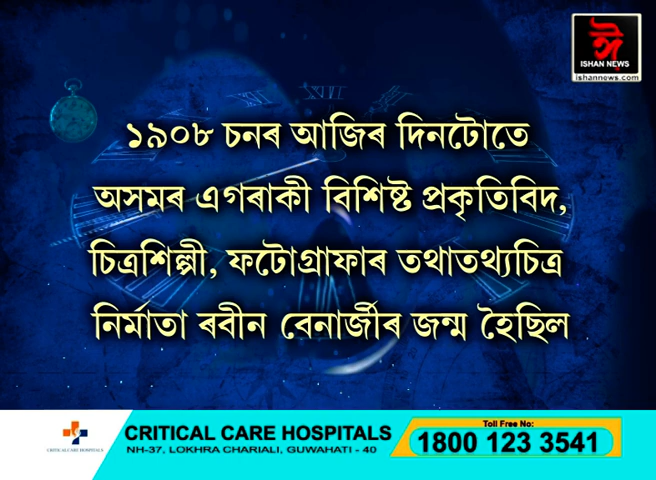 ঈ
ISHAN NEWS
ishannews.com
১৯০৮ চনৰ আজিৰ দিনটোতে
অসমৰ এগৰাকী বিশিষ্ট প্ৰকৃতিবিদ,
চিত্ৰশিল্পী, ফটোগ্ৰাফাৰ তথাতথ্যচিত্ৰ
নিৰ্মাতা ৰবীন বেনাৰ্জীৰ জন্ম হৈছিল
CRITICAL CARE HOSPITALS
CRITICAL CARE HOSPITALS
NH-37, LOKHRA CHARIALI, GUWAHATI - 40
Toll Free No:
1800 123 3541